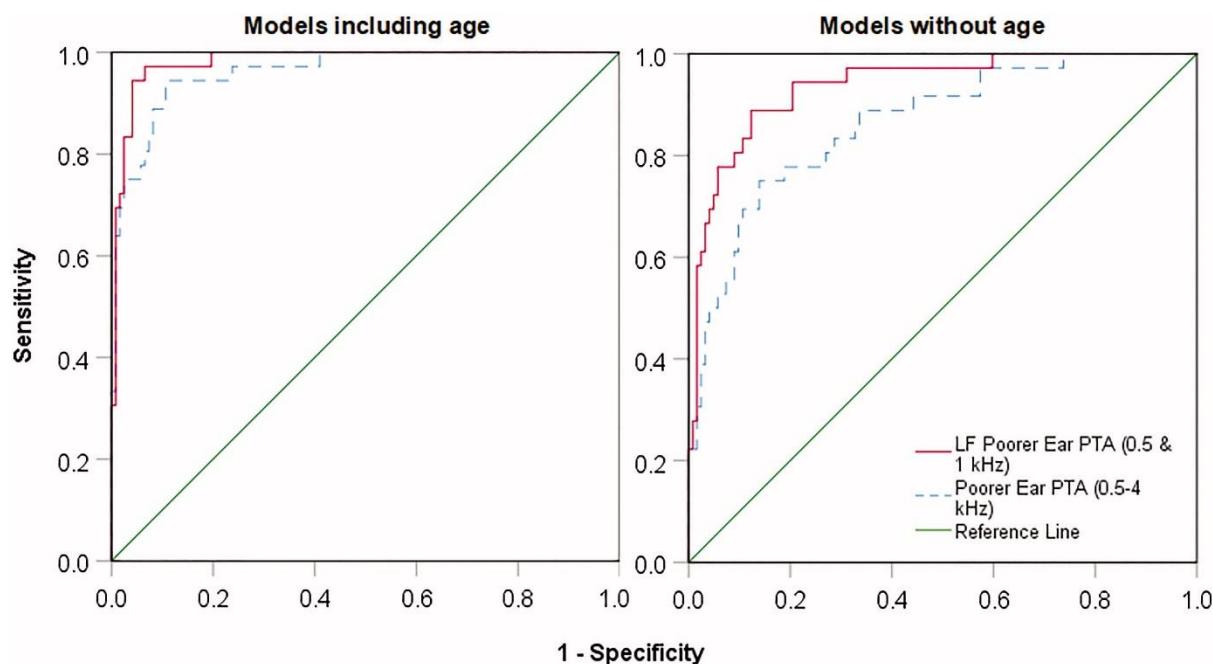 Models including age
Models without age
1.0
0.8
0.6
0.4
0.2
0.0
0.0
0.2
0.4
0.6
0.8
1.0
Sensitivity
1.0
0.8
0.6
0.4
0.2
0.0
0.0
0.2
0.4
0.6
0.8
1.0
LF Poorer Ear PTA (0.5 &
1 kHz)
Poorer Ear PTA (0.5-4
kHz)
Reference Line
1 - Specificity